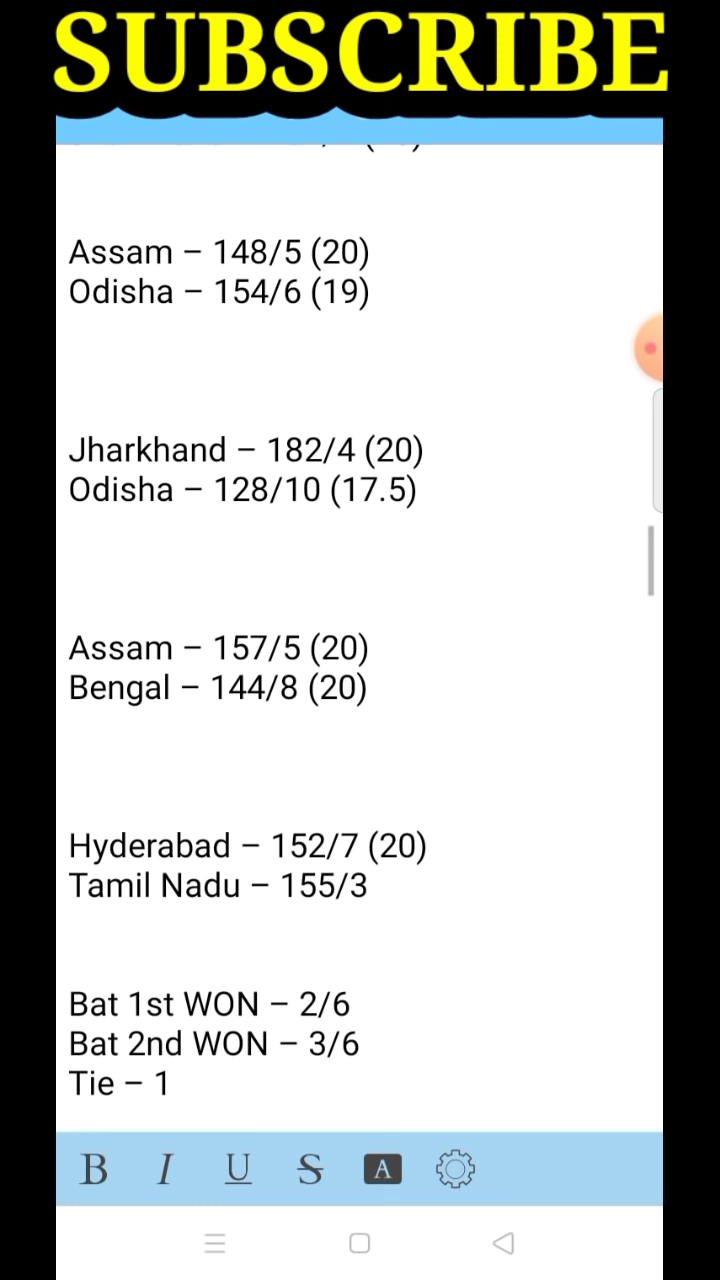 SUBSCRIBE
Assam – 148/5 (20)
Odisha – 154/6 (19)
Jharkhand – 182/4 (20)
Odisha – 128/10 (17.5)
Assam – 157/5 (20)
Bengal – 144/8 (20)
Hyderabad – 152/7 (20)
Tamil Nadu – 155/3
Bat 1st WON – 2/6
Bat 2nd WON – 3/6
Tie – 1
B I U S A